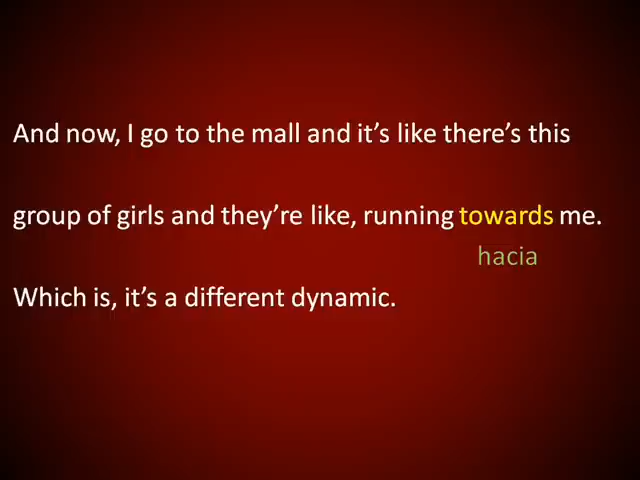 And now, I go to the mall and it’s like there’s this
group of girls and they’re like, running towards me.
hacia
Which is, it’s a different dynamic.